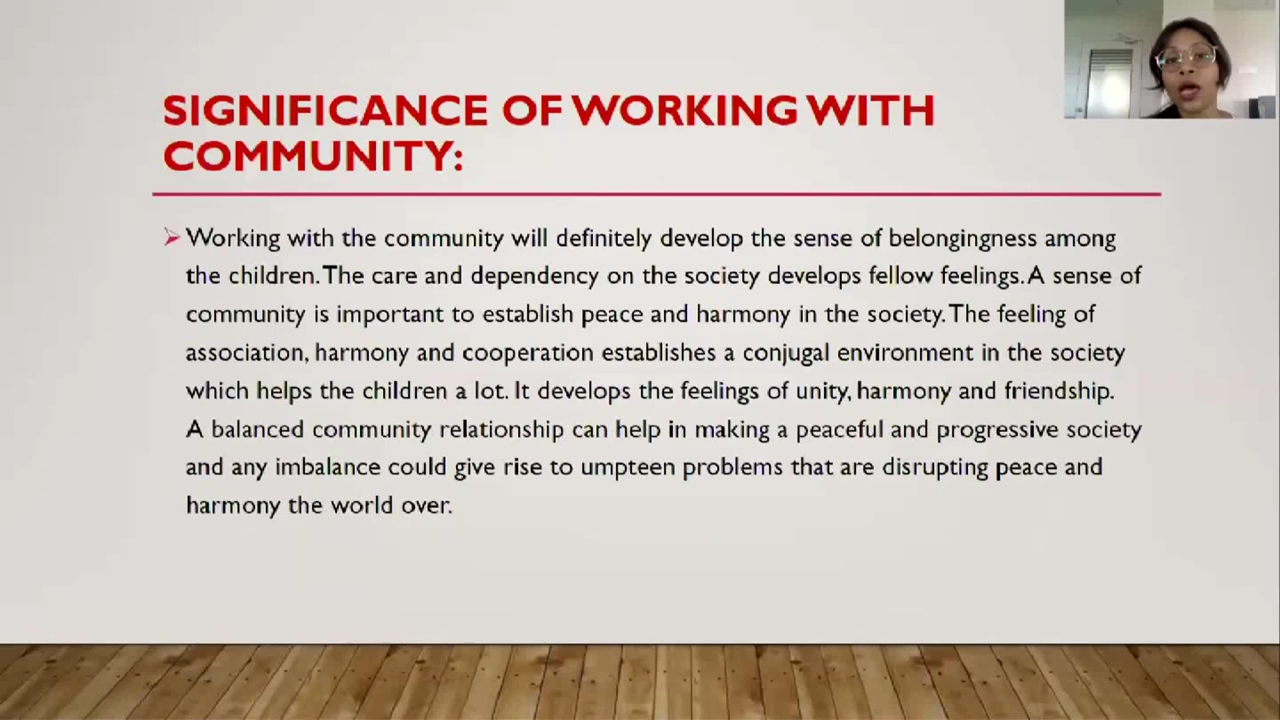 SIGNIFICANCE OF WORKING WITH
COMMUNITY:
Working with the community will definitely develop the sense of belongingness among
the children. The care and dependency on the society develops fellow feelings. A sense of
community is important to establish peace and harmony in the society. The feeling of
association, harmony and cooperation establishes a conjugal environment in the society
which helps the children a lot. It develops the feelings of unity, harmony and friendship.
A balanced community relationship can help in making a peaceful and progressive society
and any imbalance could give rise to umpteen problems that are disrupting peace and
harmony the world over.